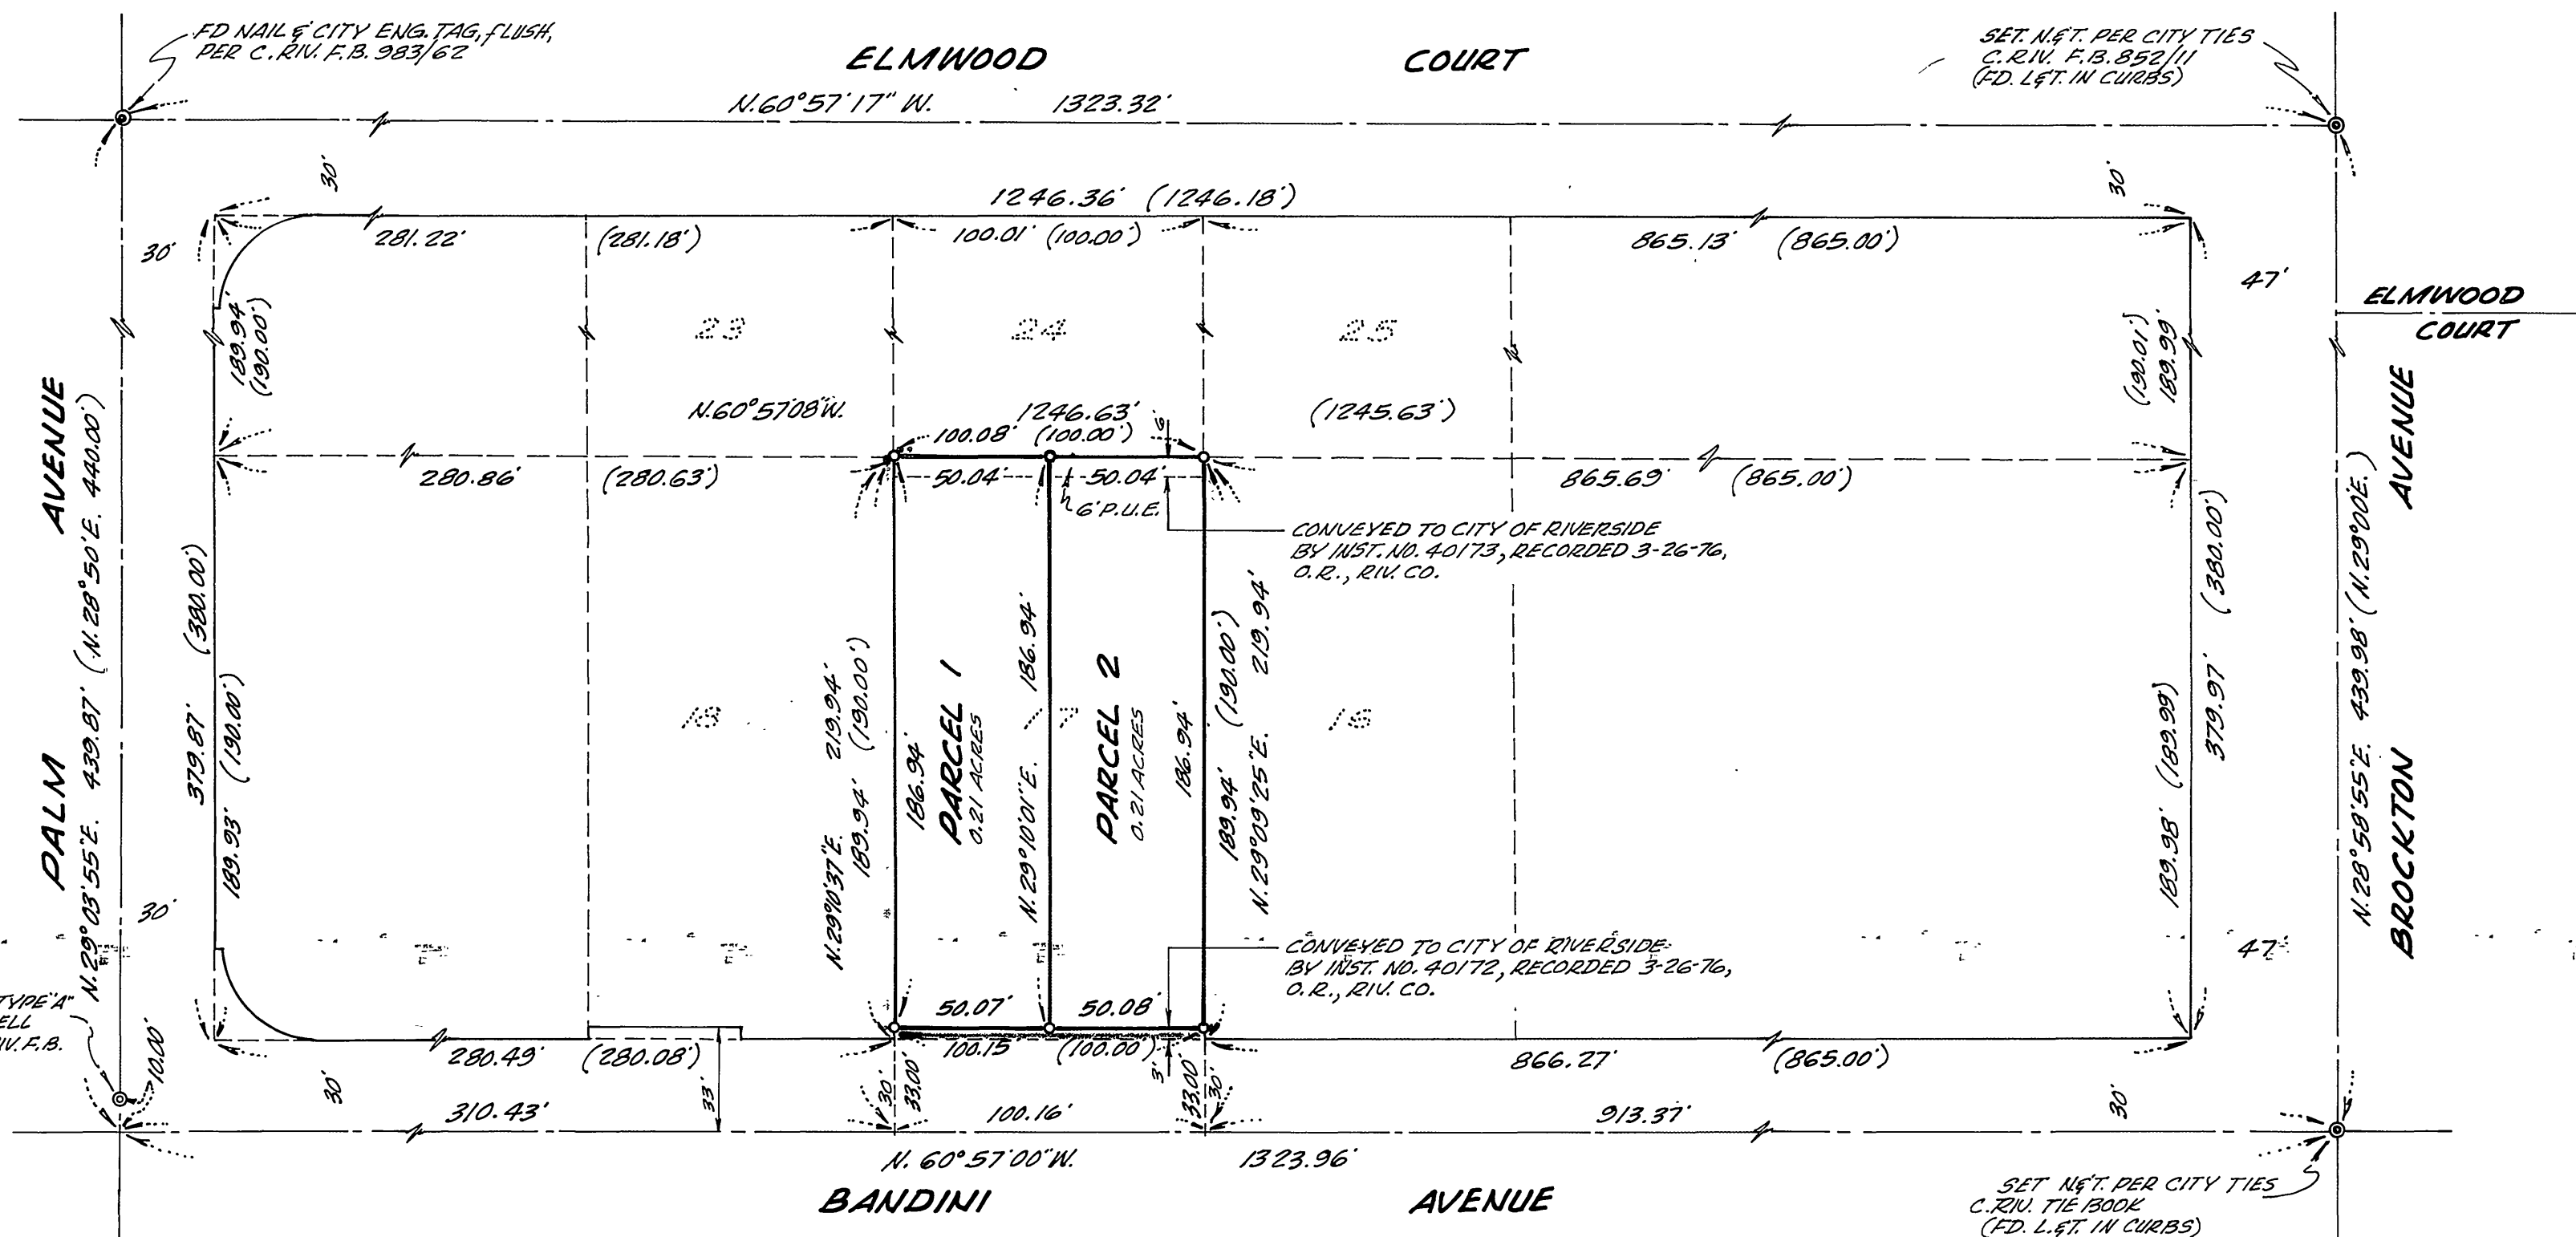 FD NAIL & CITY ENG. TAG, FLUSH,
PER C. RIV. F.B. 983/62
ELMWOOD COURT
SET. N.&T. PER CITY TIES
C. RIV. F.B. 852/11
(FD. L.&T. IN CURBS)
N.60°57'17" W. 1323.32'
30'
30'
1246.36' (1246.18')
30'
281.22' (281.18')
100.01' (100.00')
865.13' (865.00')
47'
ELMWOOD
COURT
189.94'
(190.00')
23
24
25
(190.01')
189.99'
N.60°57'08"W. 1246.63' (1245.63')
100.08' (100.00')
6'
280.86' (280.63')
50.04'
50.04'
865.69' (865.00')
6' P.U.E.
CONVEYED TO CITY OF RIVERSIDE
BY INST. NO. 40173, RECORDED 3-26-76,
O.R., RIV. CO.
PALM AVENUE
N.29°03'55"E. 439.87' (N.28°50'E. 440.00')
379.87' (380.00')
189.93' (190.00')
18
N.29°10'37"E. 219.94'
189.94' (190.00')
186.94'
PARCEL 1
0.21 ACRES
N.29°10'01"E. 186.94'
17
PARCEL 2
0.21 ACRES
186.94'
189.94' (190.00')
N.29°09'25"E. 219.94'
16
189.98' (189.99)
379.97' (380.00')
N.28°58'55"E. 439.98' (N.29°00'E.)
BROCKTON AVENUE
30'
47'
CONVEYED TO CITY OF RIVERSIDE
BY INST. NO. 40172, RECORDED 3-26-76,
O.R., RIV. CO.
TYPE "A"
ELL
IV. F.B.
10.00'
50.07'
50.08'
280.49' (280.08')
100.15 (100.00')
3'
866.27' (865.00')
30'
33'
30'
33.00'
33.00'
30'
30'
310.43'
100.16'
913.37'
N. 60°57'00"W. 1323.96'
BANDINI AVENUE
SET N.&T. PER CITY TIES
C. RIV. TIE BOOK
(FD. L.&T. IN CURBS)